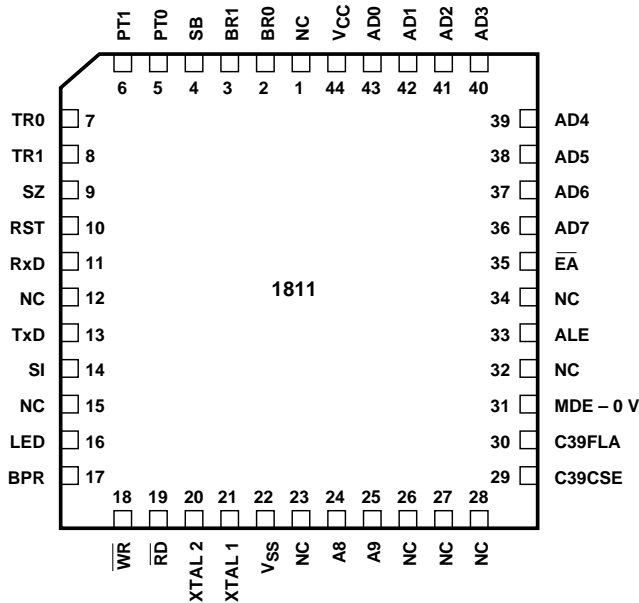 PT1 PT0 SB BR1 BR0 NC VCC AD0 AD1 AD2 AD3
6 5 4 3 2 1 44 43 42 41 40
TR0 7 39 AD4
TR1 8 38 AD5
SZ 9 37 AD6
RST 10 36 AD7
RxD 11 35 E̅A̅
1811
NC 12 34 NC
TxD 13 33 ALE
SI 14 32 NC
NC 15 31 MDE – 0 V
LED 16 30 C39FLA
BPR 17 29 C39CSE
18 19 20 21 22 23 24 25 26 27 28
W̅R̅ R̅D̅ XTAL 2 XTAL 1 VSS NC A8 A9 NC NC NC